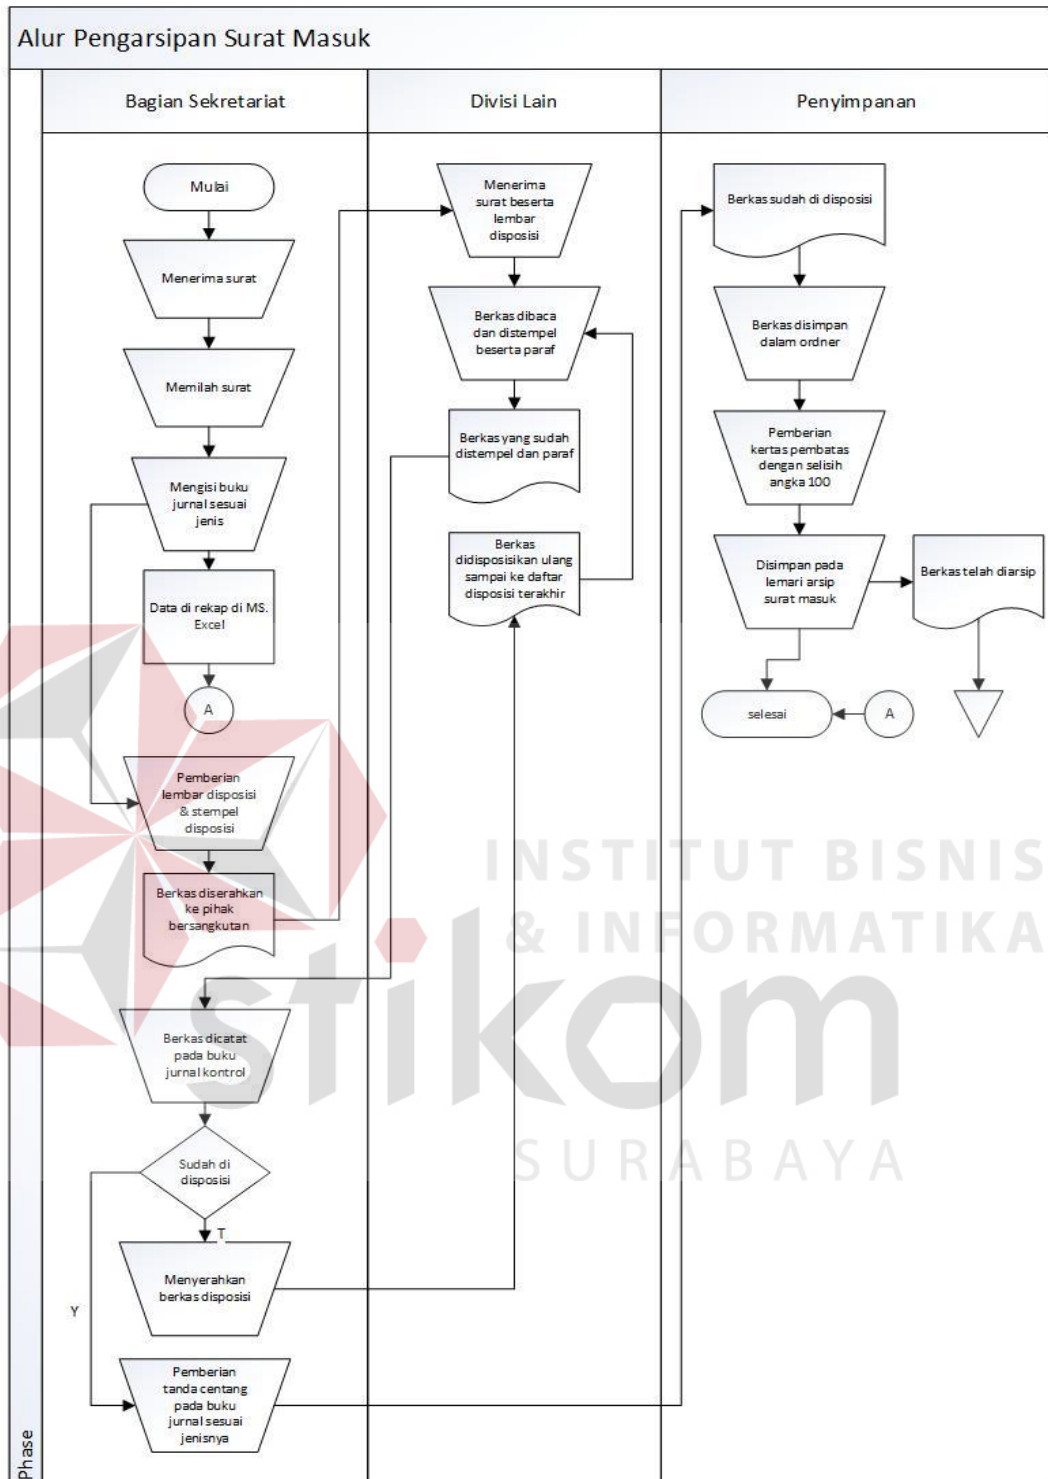 Alur Pengarsipan Surat Masuk
Bagian Sekretariat
Divisi Lain
Penyimpanan
Mulai
Menerima surat
Memilah surat
Mengisi buku
jurnal sesuai
jenis
Data di rekap di MS.
Excel
A
Pemberian
lembar disposisi
& stempel
disposisi
Berkas diserahkan
ke pihak
bersangkutan
Berkas dicatat
pada buku
jurnal kontrol
Sudah di
disposisi
T
Y
Menyerahkan
berkas disposisi
Pemberian
tanda centang
pada buku
jurnal sesuai
jenisnya
Menerima
surat beserta
lembar
disposisi
Berkas dibaca
dan distempel
beserta paraf
Berkas yang sudah
distempel dan paraf
Berkas
didisposisikan ulang
sampai ke daftar
disposisi terakhir
Berkas sudah di disposisi
Berkas disimpan
dalam ordner
Pemberian
kertas pembatas
dengan selisih
angka 100
Disimpan pada
lemari arsip
surat masuk
Berkas telah diarsip
selesai
A
Phase
INSTITUT BISNIS
& INFORMATIKA
stikom
SURABAYA